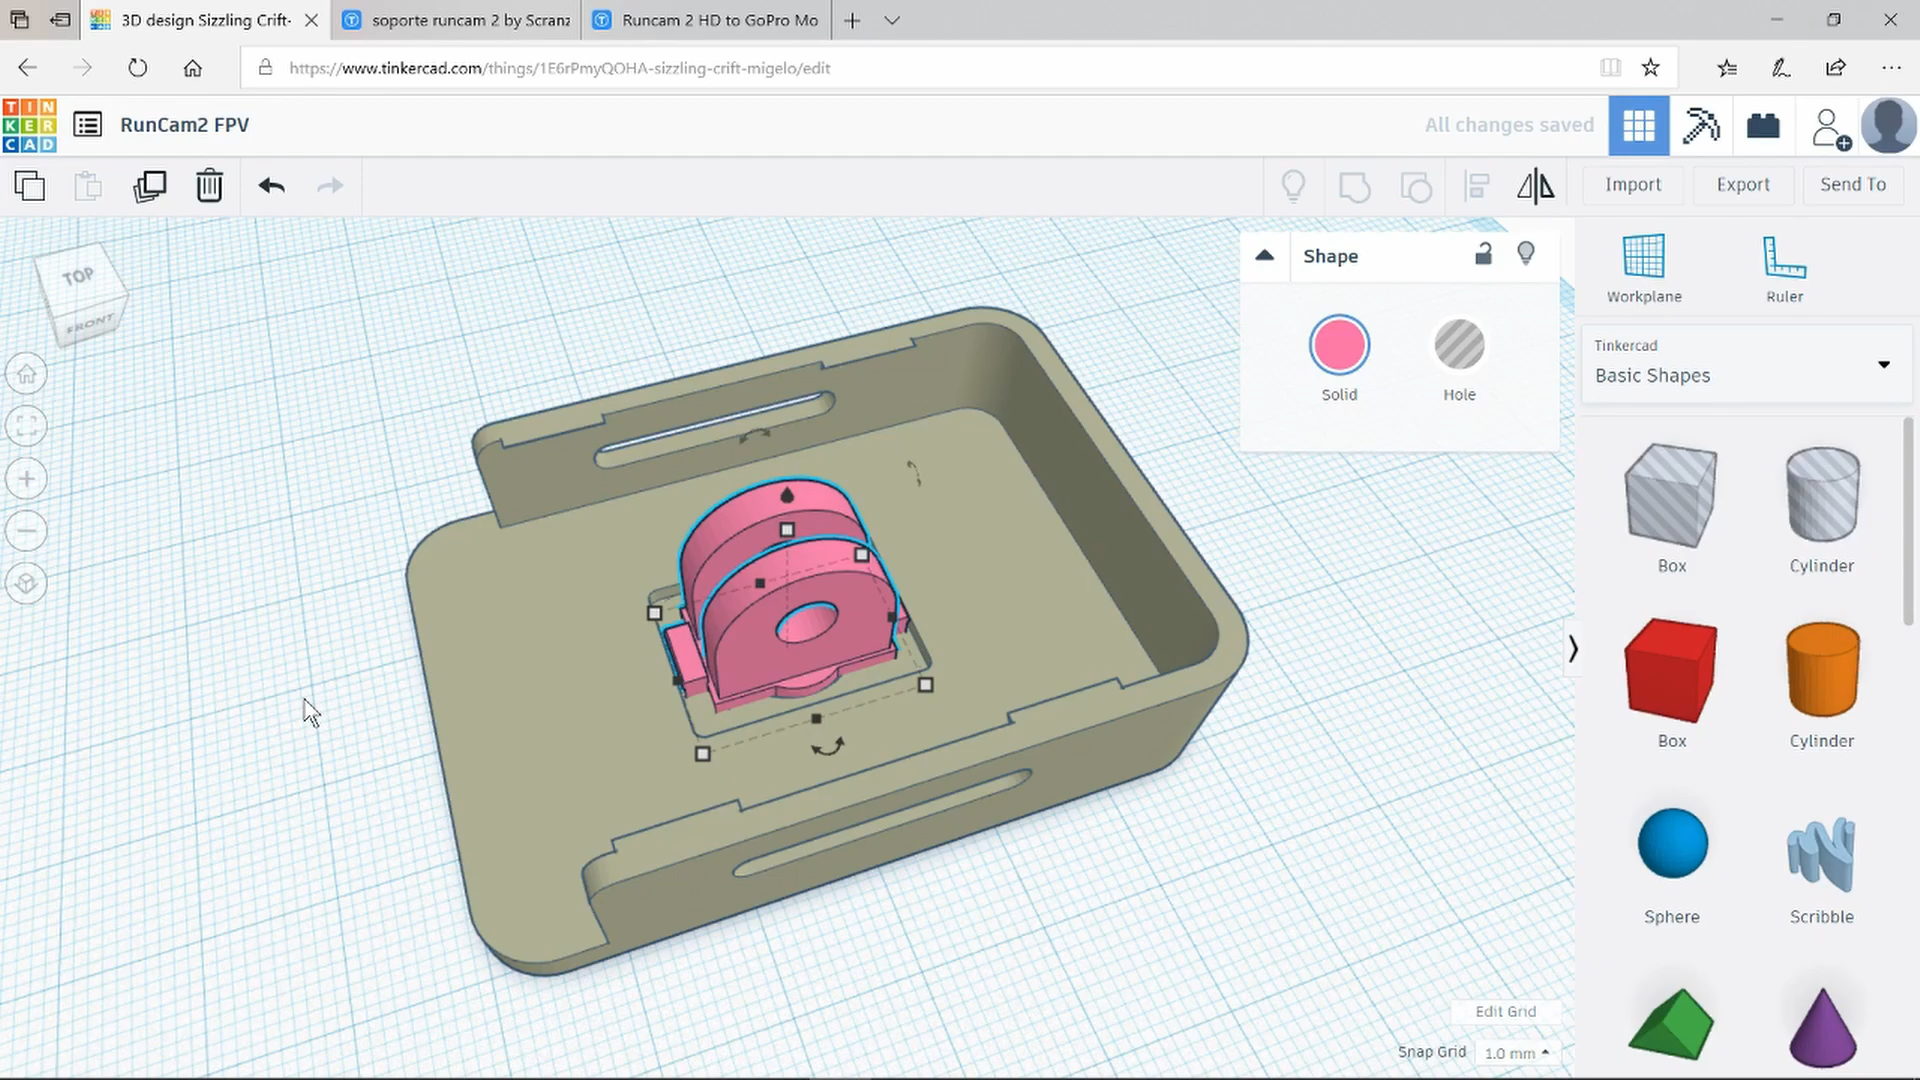 3D design Sizzling Crift-
soporte runcam 2 by Scranz
Runcam 2 HD to GoPro Mo
https://www.tinkercad.com/things/1E6rPmyQOHA-sizzling-crift-migelo/edit
TIN
KER
CAD
RunCam2 FPV
All changes saved
Import
Export
Send To
TOP
FRONT
Shape
Solid
Hole
Workplane
Ruler
Tinkercad
Basic Shapes
Box
Cylinder
Box
Cylinder
Sphere
Scribble
Edit Grid
Snap Grid
1.0 mm